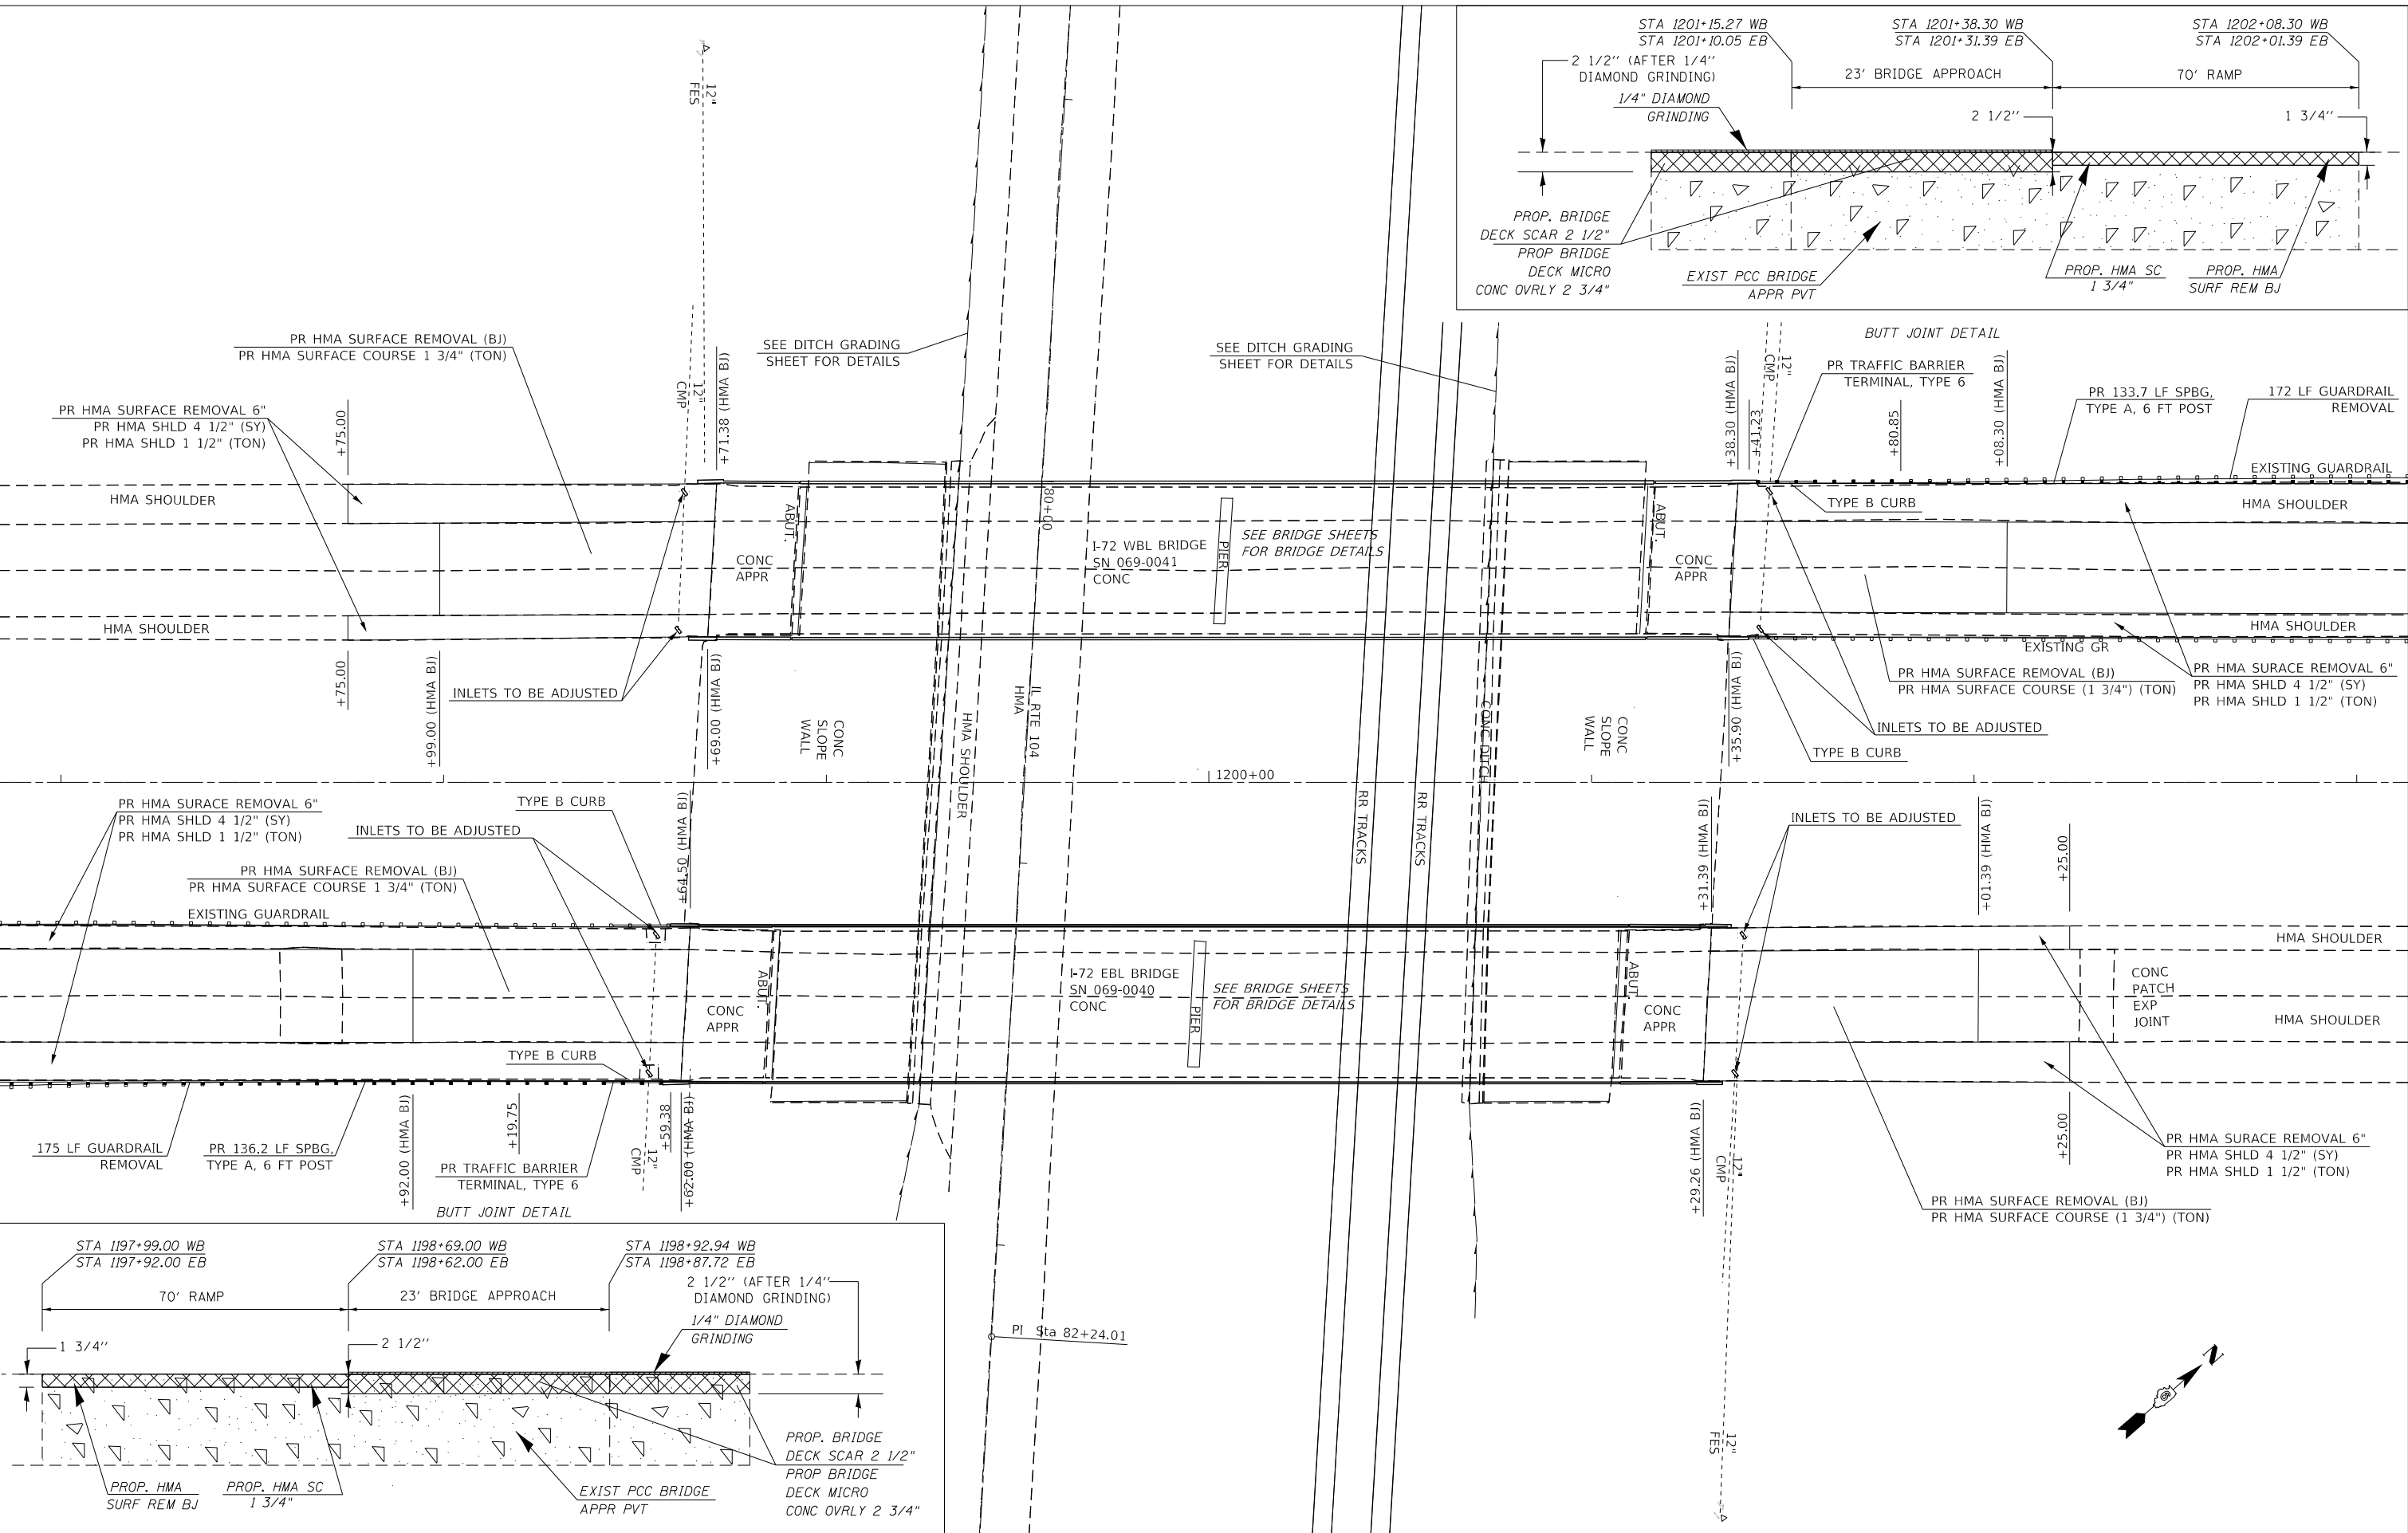 STA 1201+15.27 WB
STA 1201+10.05 EB
STA 1201+38.30 WB
STA 1201+31.39 EB
STA 1202+08.30 WB
STA 1202+01.39 EB
2 1/2" (AFTER 1/4"
DIAMOND GRINDING)
23' BRIDGE APPROACH
70' RAMP
1/4" DIAMOND
GRINDING
2 1/2"
1 3/4"
PROP. BRIDGE
DECK SCAR 2 1/2"
PROP BRIDGE
DECK MICRO
CONC OVRLY 2 3/4"
EXIST PCC BRIDGE
APPR PVT
PROP. HMA SC
1 3/4"
PROP. HMA
SURF REM BJ
BUTT JOINT DETAIL
12"
FES
PR HMA SURFACE REMOVAL (BJ)
PR HMA SURFACE COURSE 1 3/4" (TON)
PR HMA SURFACE REMOVAL 6"
PR HMA SHLD 4 1/2" (SY)
PR HMA SHLD 1 1/2" (TON)
+75.00
12"
CMP
+71.38 (HMA BJ)
SEE DITCH GRADING
SHEET FOR DETAILS
SEE DITCH GRADING
SHEET FOR DETAILS
+38.30 (HMA BJ)
+41.23
12"
CMP
PR TRAFFIC BARRIER
TERMINAL, TYPE 6
+80.85
+08.30 (HMA BJ)
PR 133.7 LF SPBG,
TYPE A, 6 FT POST
172 LF GUARDRAIL
REMOVAL
EXISTING GUARDRAIL
HMA SHOULDER
TYPE B CURB
HMA SHOULDER
ABUT.
80+00
I-72 WBL BRIDGE
SN 069-0041
CONC
PIER
SEE BRIDGE SHEETS
FOR BRIDGE DETAILS
ABUT.
CONC
APPR
CONC
APPR
HMA SHOULDER
HMA SHOULDER
EXISTING GR
+75.00
+99.00 (HMA BJ)
INLETS TO BE ADJUSTED
+69.00 (HMA BJ)
CONC
SLOPE
WALL
HMA SHOULDER
IL RTE 104
HMA
CONC DITCH
CONC
SLOPE
WALL
+35.90 (HMA BJ)
PR HMA SURFACE REMOVAL (BJ)
PR HMA SURFACE COURSE (1 3/4") (TON)
PR HMA SURACE REMOVAL 6"
PR HMA SHLD 4 1/2" (SY)
PR HMA SHLD 1 1/2" (TON)
INLETS TO BE ADJUSTED
TYPE B CURB
1200+00
RR TRACKS
RR TRACKS
PR HMA SURACE REMOVAL 6"
PR HMA SHLD 4 1/2" (SY)
PR HMA SHLD 1 1/2" (TON)
TYPE B CURB
INLETS TO BE ADJUSTED
PR HMA SURFACE REMOVAL (BJ)
PR HMA SURFACE COURSE 1 3/4" (TON)
EXISTING GUARDRAIL
+64.50 (HMA BJ)
+31.39 (HMA BJ)
INLETS TO BE ADJUSTED
+01.39 (HMA BJ)
+25.00
HMA SHOULDER
ABUT.
I-72 EBL BRIDGE
SN 069-0040
CONC
PIER
SEE BRIDGE SHEETS
FOR BRIDGE DETAILS
ABUT.
CONC
APPR
CONC
APPR
CONC
PATCH
EXP
JOINT
HMA SHOULDER
TYPE B CURB
175 LF GUARDRAIL
REMOVAL
PR 136.2 LF SPBG,
TYPE A, 6 FT POST
+92.00 (HMA BJ)
+19.75
PR TRAFFIC BARRIER
TERMINAL, TYPE 6
12"
CMP
+59.38
+62.00 (HMA BJ)
+29.26 (HMA BJ)
12"
CMP
+25.00
PR HMA SURACE REMOVAL 6"
PR HMA SHLD 4 1/2" (SY)
PR HMA SHLD 1 1/2" (TON)
PR HMA SURFACE REMOVAL (BJ)
PR HMA SURFACE COURSE (1 3/4") (TON)
BUTT JOINT DETAIL
STA 1197+99.00 WB
STA 1197+92.00 EB
STA 1198+69.00 WB
STA 1198+62.00 EB
STA 1198+92.94 WB
STA 1198+87.72 EB
70' RAMP
23' BRIDGE APPROACH
2 1/2" (AFTER 1/4"
DIAMOND GRINDING)
1/4" DIAMOND
GRINDING
1 3/4"
2 1/2"
PROP. HMA
SURF REM BJ
PROP. HMA SC
1 3/4"
EXIST PCC BRIDGE
APPR PVT
PROP. BRIDGE
DECK SCAR 2 1/2"
PROP BRIDGE
DECK MICRO
CONC OVRLY 2 3/4"
PI Sta 82+24.01
12"
FES
N